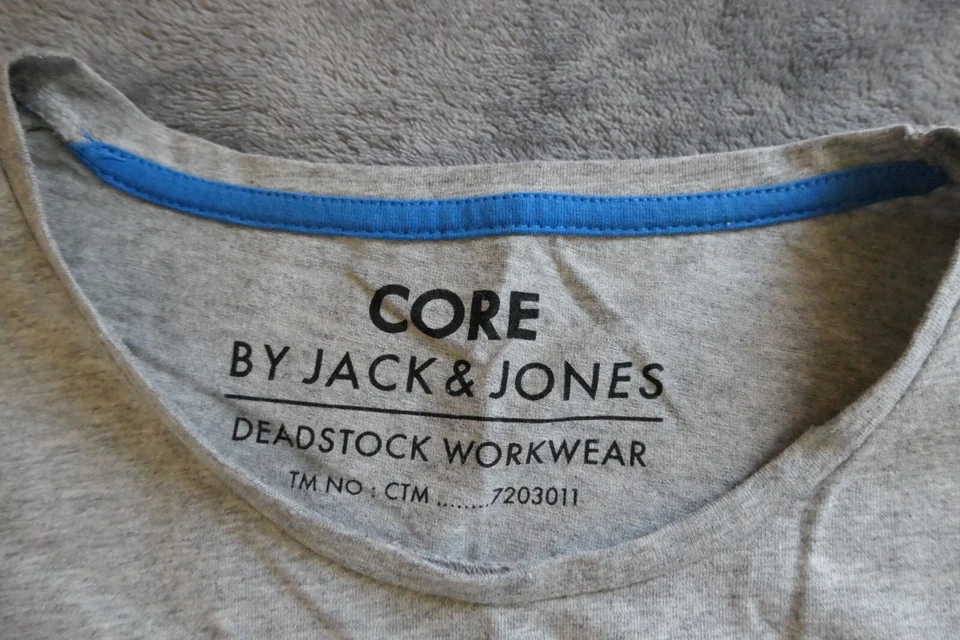 CORE
BY JACK & JONES
DEADSTOCK WORKWEAR
TM NO : CTM ........7203011